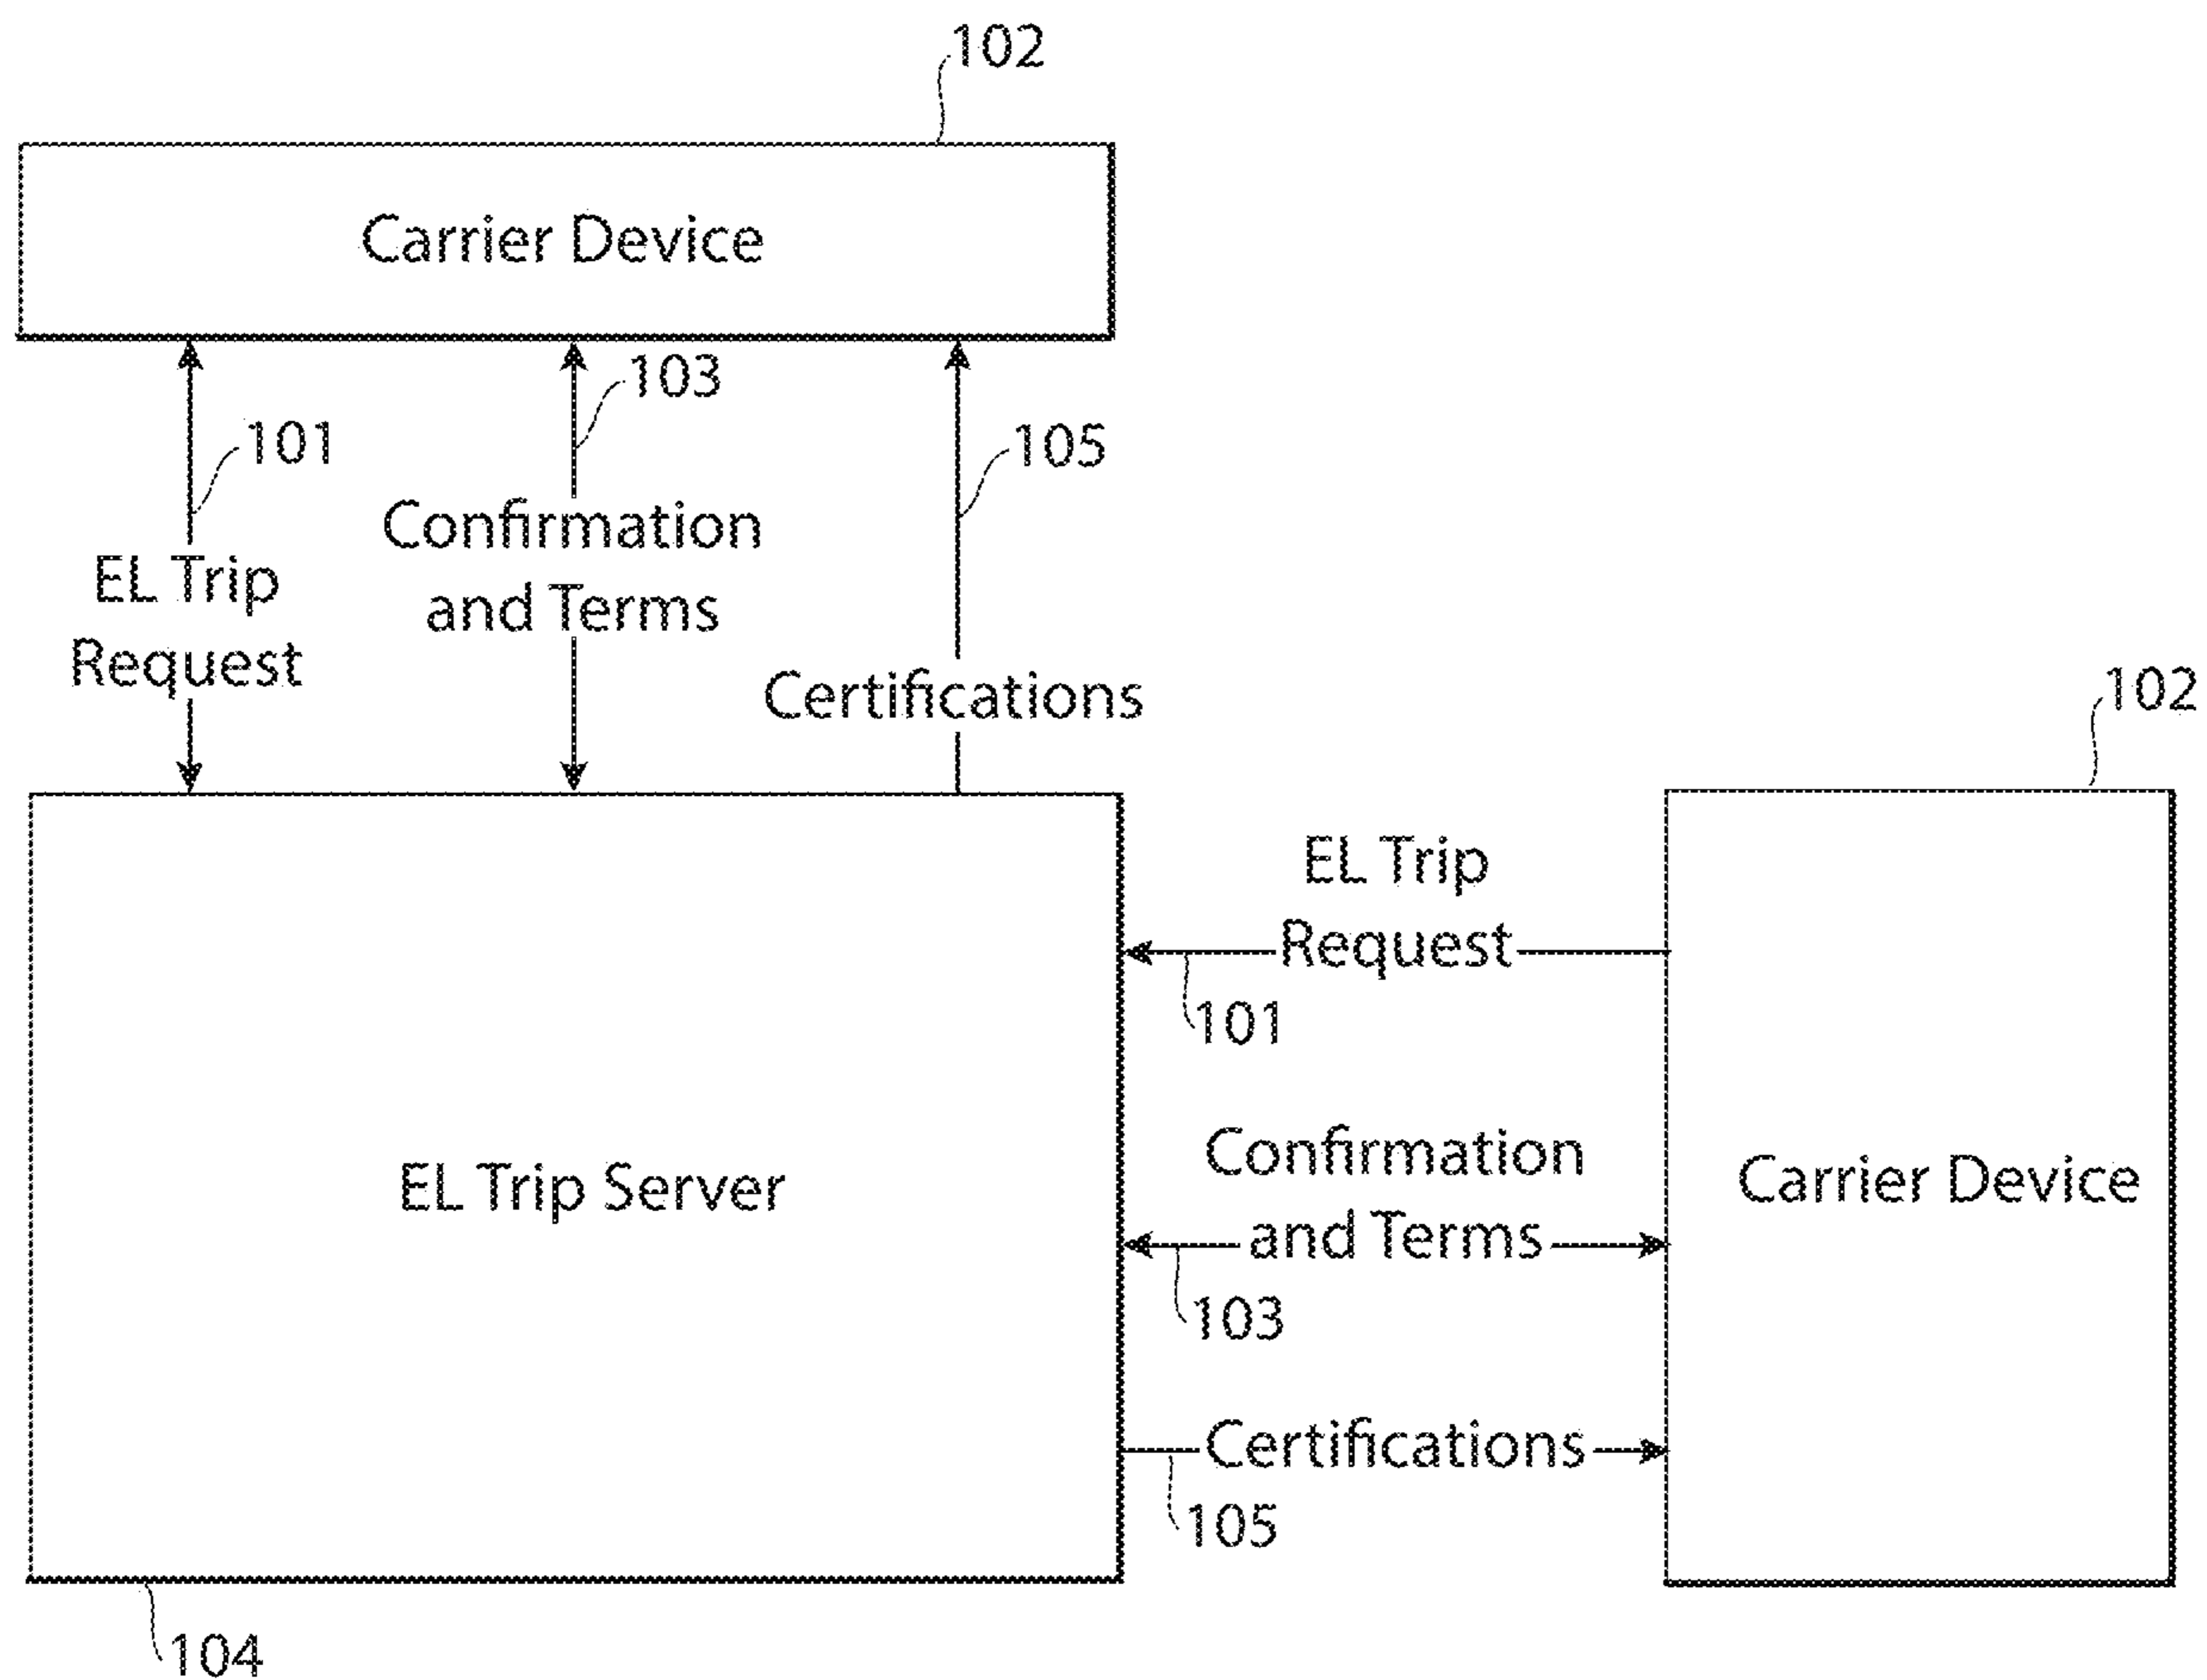 102
Carrier Device
103
101
105
Confirmation
and Terms
EL Trip
Request
Certifications
102
EL Trip
Request
101
Confirmation
and Terms
103
EL Trip Server
Carrier Device
Certifications
105
104